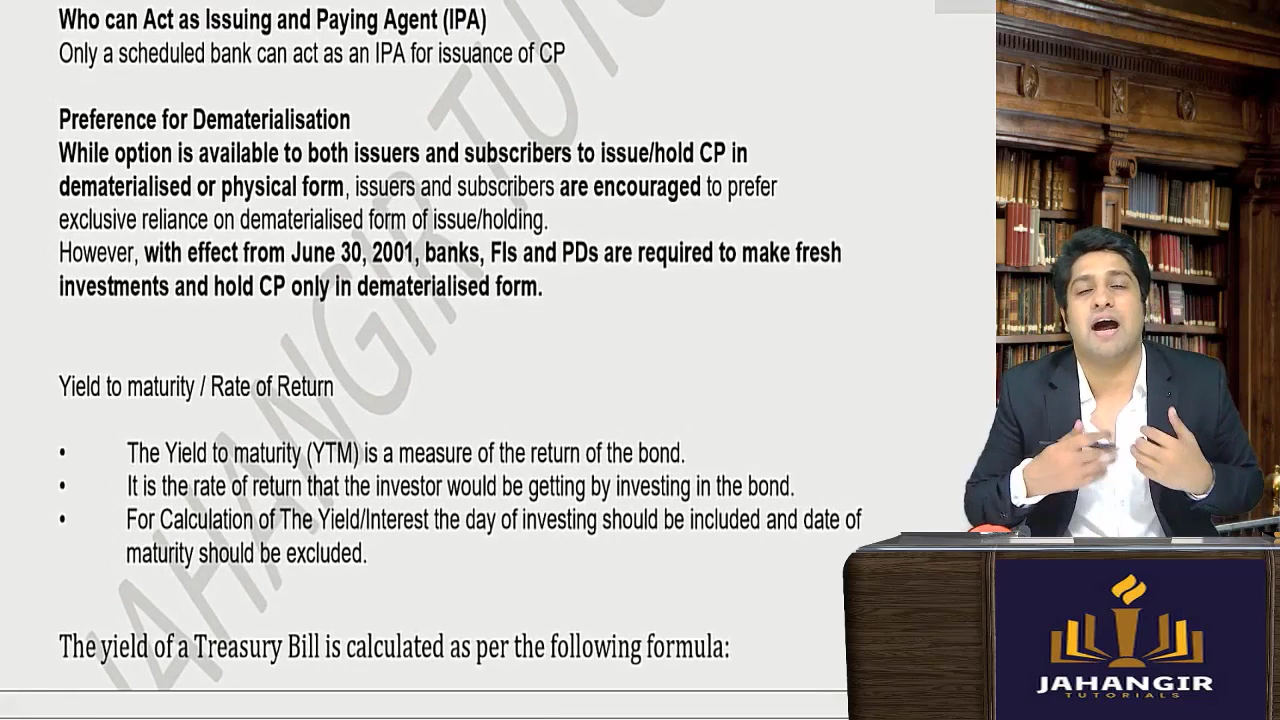 Who can Act as Issuing and Paying Agent (IPA)
Only a scheduled bank can act as an IPA for issuance of CP
Preference for Dematerialisation
While option is available to both issuers and subscribers to issue/hold CP in
dematerialised or physical form, issuers and subscribers are encouraged to prefer
exclusive reliance on dematerialised form of issue/holding.
However, with effect from June 30, 2001, banks, FIs and PDs are required to make fresh
investments and hold CP only in dematerialised form.
Yield to maturity / Rate of Return
• The Yield to maturity (YTM) is a measure of the return of the bond.
• It is the rate of return that the investor would be getting by investing in the bond.
• For Calculation of The Yield/Interest the day of investing should be included and date of
maturity should be excluded.
The yield of a Treasury Bill is calculated as per the following formula:
JAHANGIR TU
JAHANGIR
TUTORIALS